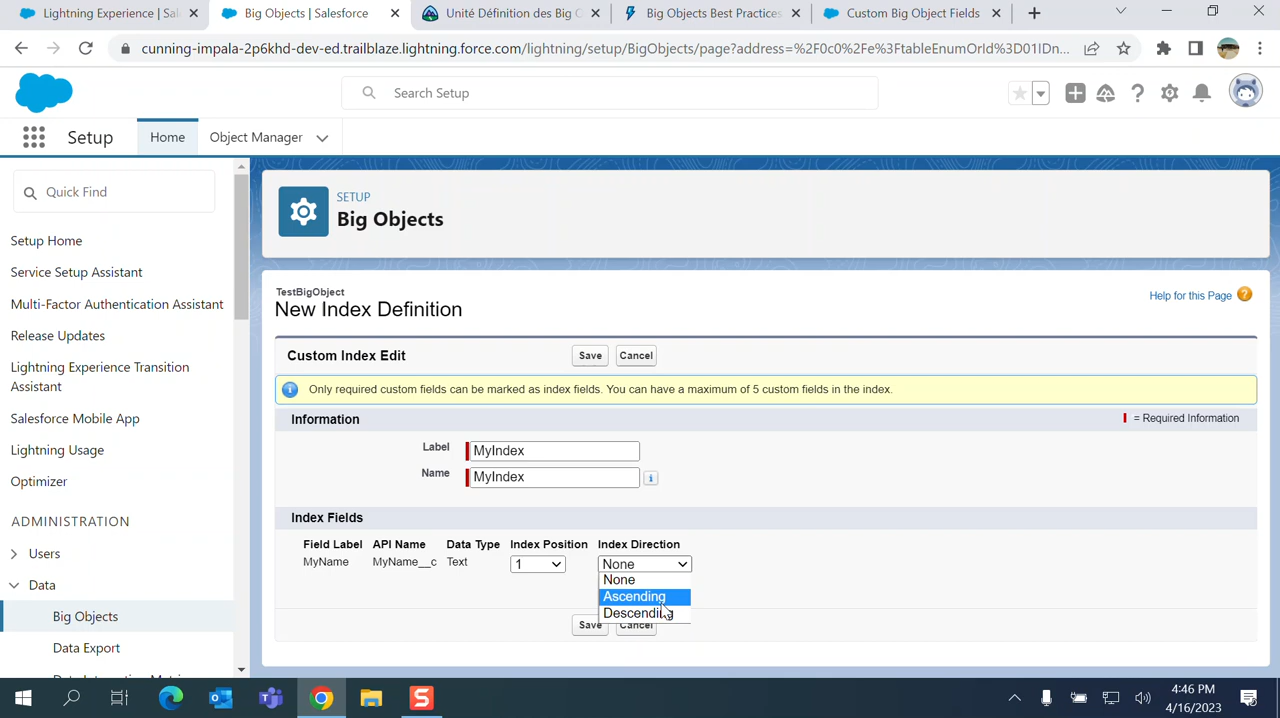 Lightning Experience | Sal
Big Objects | Salesforce
Unité Définition des Big O
Big Objects Best Practices
Custom Big Object Fields
cunning-impala-2p6khd-dev-ed.trailblaze.lightning.force.com/lightning/setup/BigObjects/page?address=%2F0c0%2Fe%3FtableEnumOrId%3D01IDn...
Search Setup
Setup
Home
Object Manager
Quick Find
Setup Home
Service Setup Assistant
Multi-Factor Authentication Assistant
Release Updates
Lightning Experience Transition
Assistant
Salesforce Mobile App
Lightning Usage
Optimizer
ADMINISTRATION
Users
Data
Big Objects
Data Export
SETUP
Big Objects
TestBigObject
New Index Definition
Help for this Page
Custom Index Edit
Save
Cancel
Only required custom fields can be marked as index fields. You can have a maximum of 5 custom fields in the index.
Information
= Required Information
Label
MyIndex
Name
MyIndex
Index Fields
Field Label API Name Data Type Index Position Index Direction
MyName MyName__c Text 1 None
None
Ascending
Descending
Save
Cancel
4:46 PM
4/16/2023